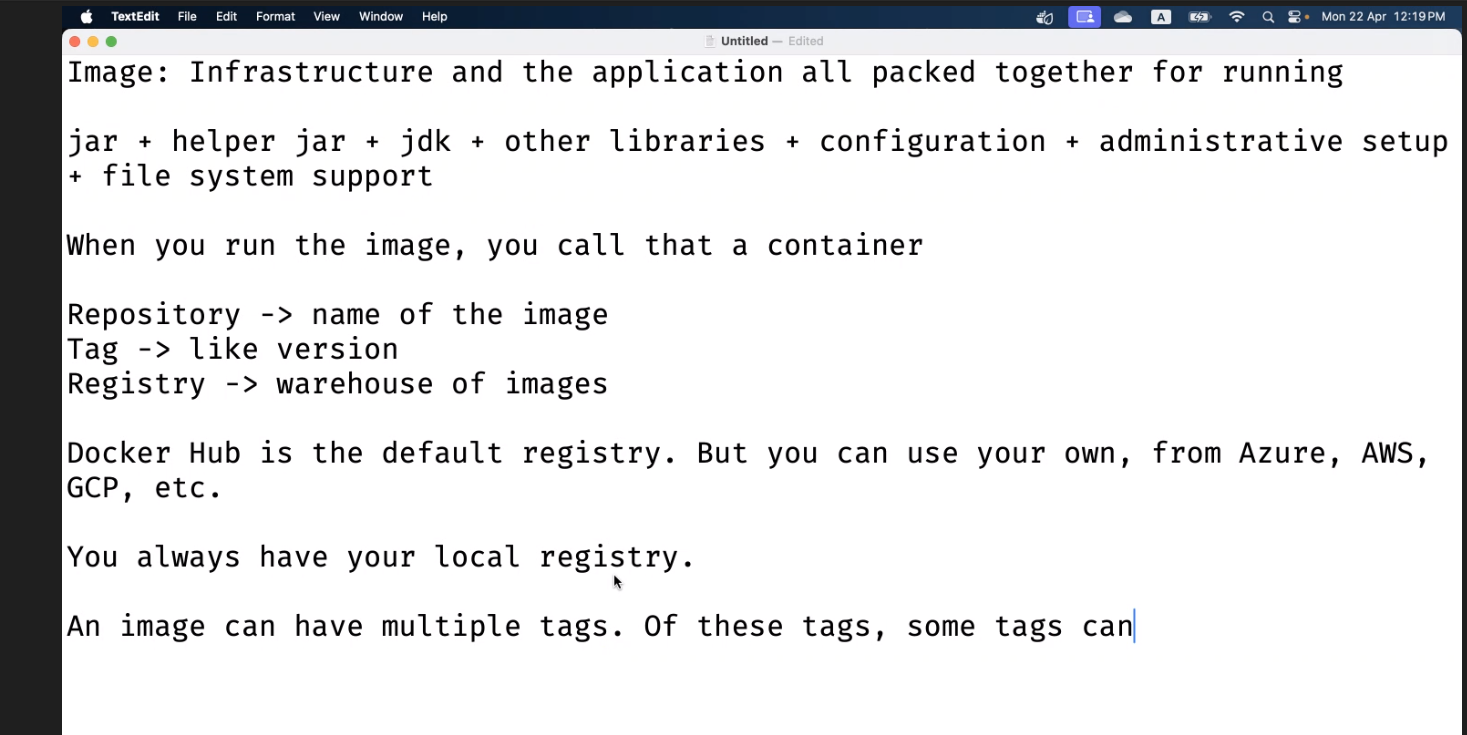 TextEdit File Edit Format View Window Help A Mon 22 Apr 12:19 PM
Untitled — Edited
Image: Infrastructure and the application all packed together for running
jar + helper jar + jdk + other libraries + configuration + administrative setup
+ file system support
When you run the image, you call that a container
Repository -> name of the image
Tag -> like version
Registry -> warehouse of images
Docker Hub is the default registry. But you can use your own, from Azure, AWS,
GCP, etc.
You always have your local registry.
An image can have multiple tags. Of these tags, some tags can